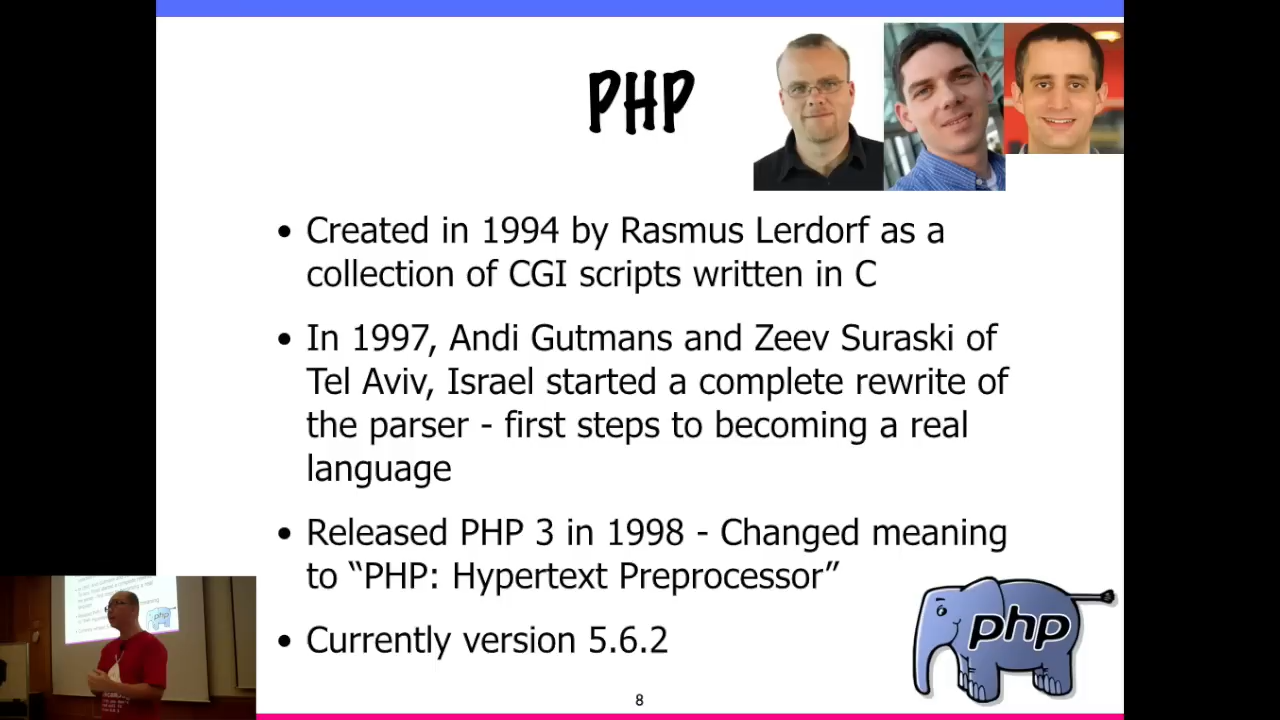 PHP
• Created in 1994 by Rasmus Lerdorf as a
collection of CGI scripts written in C
• In 1997, Andi Gutmans and Zeev Suraski of
Tel Aviv, Israel started a complete rewrite of
the parser - first steps to becoming a real
language
• Released PHP 3 in 1998 - Changed meaning
to “PHP: Hypertext Preprocessor”
• Currently version 5.6.2
php
8